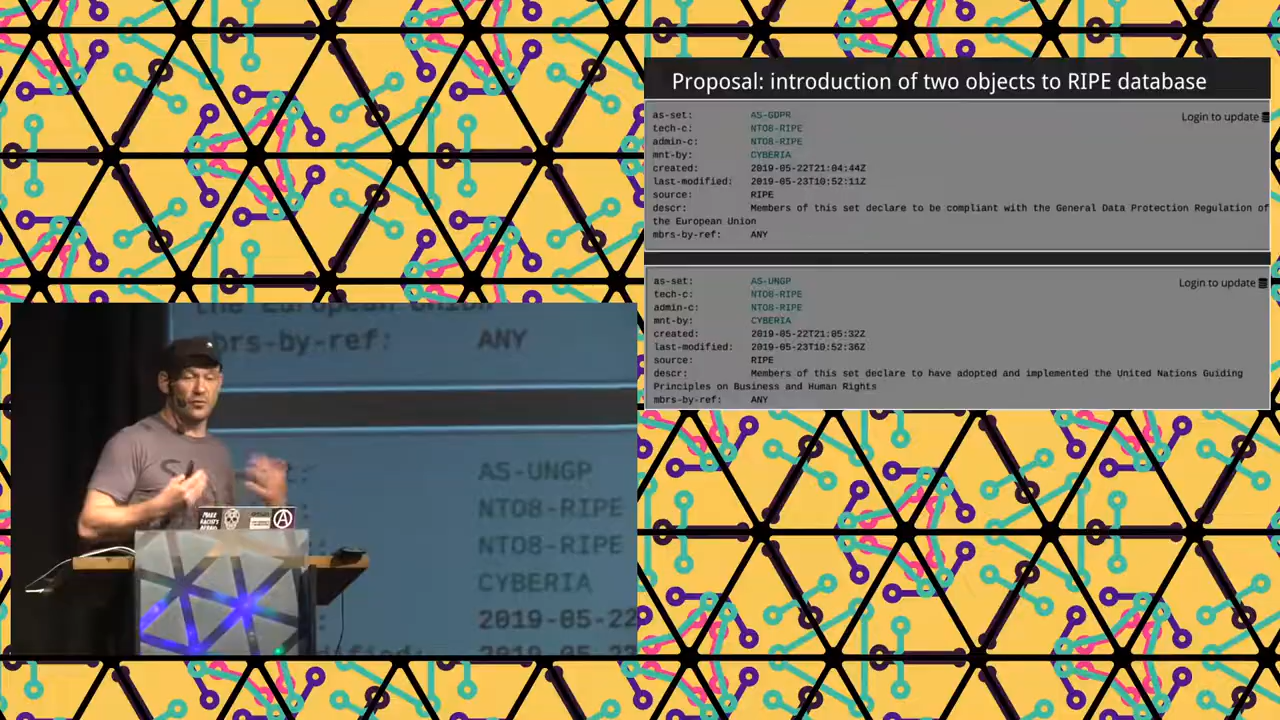 Proposal: introduction of two objects to RIPE database
as-set: AS-GDPR
Login to update
tech-c: NTO8-RIPE
admin-c: NTO8-RIPE
mnt-by: CYBERIA
created: 2019-05-22T21:04:44Z
last-modified: 2019-05-23T10:52:11Z
source: RIPE
descr: Members of this set declare to be compliant with the General Data Protection Regulation of
the European Union
mbrs-by-ref: ANY
as-set: AS-UNGP
Login to update
tech-c: NTO8-RIPE
admin-c: NTO8-RIPE
mnt-by: CYBERIA
created: 2019-05-22T21:05:32Z
last-modified: 2019-05-23T10:52:36Z
source: RIPE
descr: Members of this set declare to have adopted and implemented the United Nations Guiding
Principles on Business and Human Rights
mbrs-by-ref: ANY
the European Union
mbrs-by-ref: ANY
AS-UNGP
NTO8-RIPE
NTO8-RIPE
CYBERIA
2019-05-22
MAKE
RACISTS
AFRAID